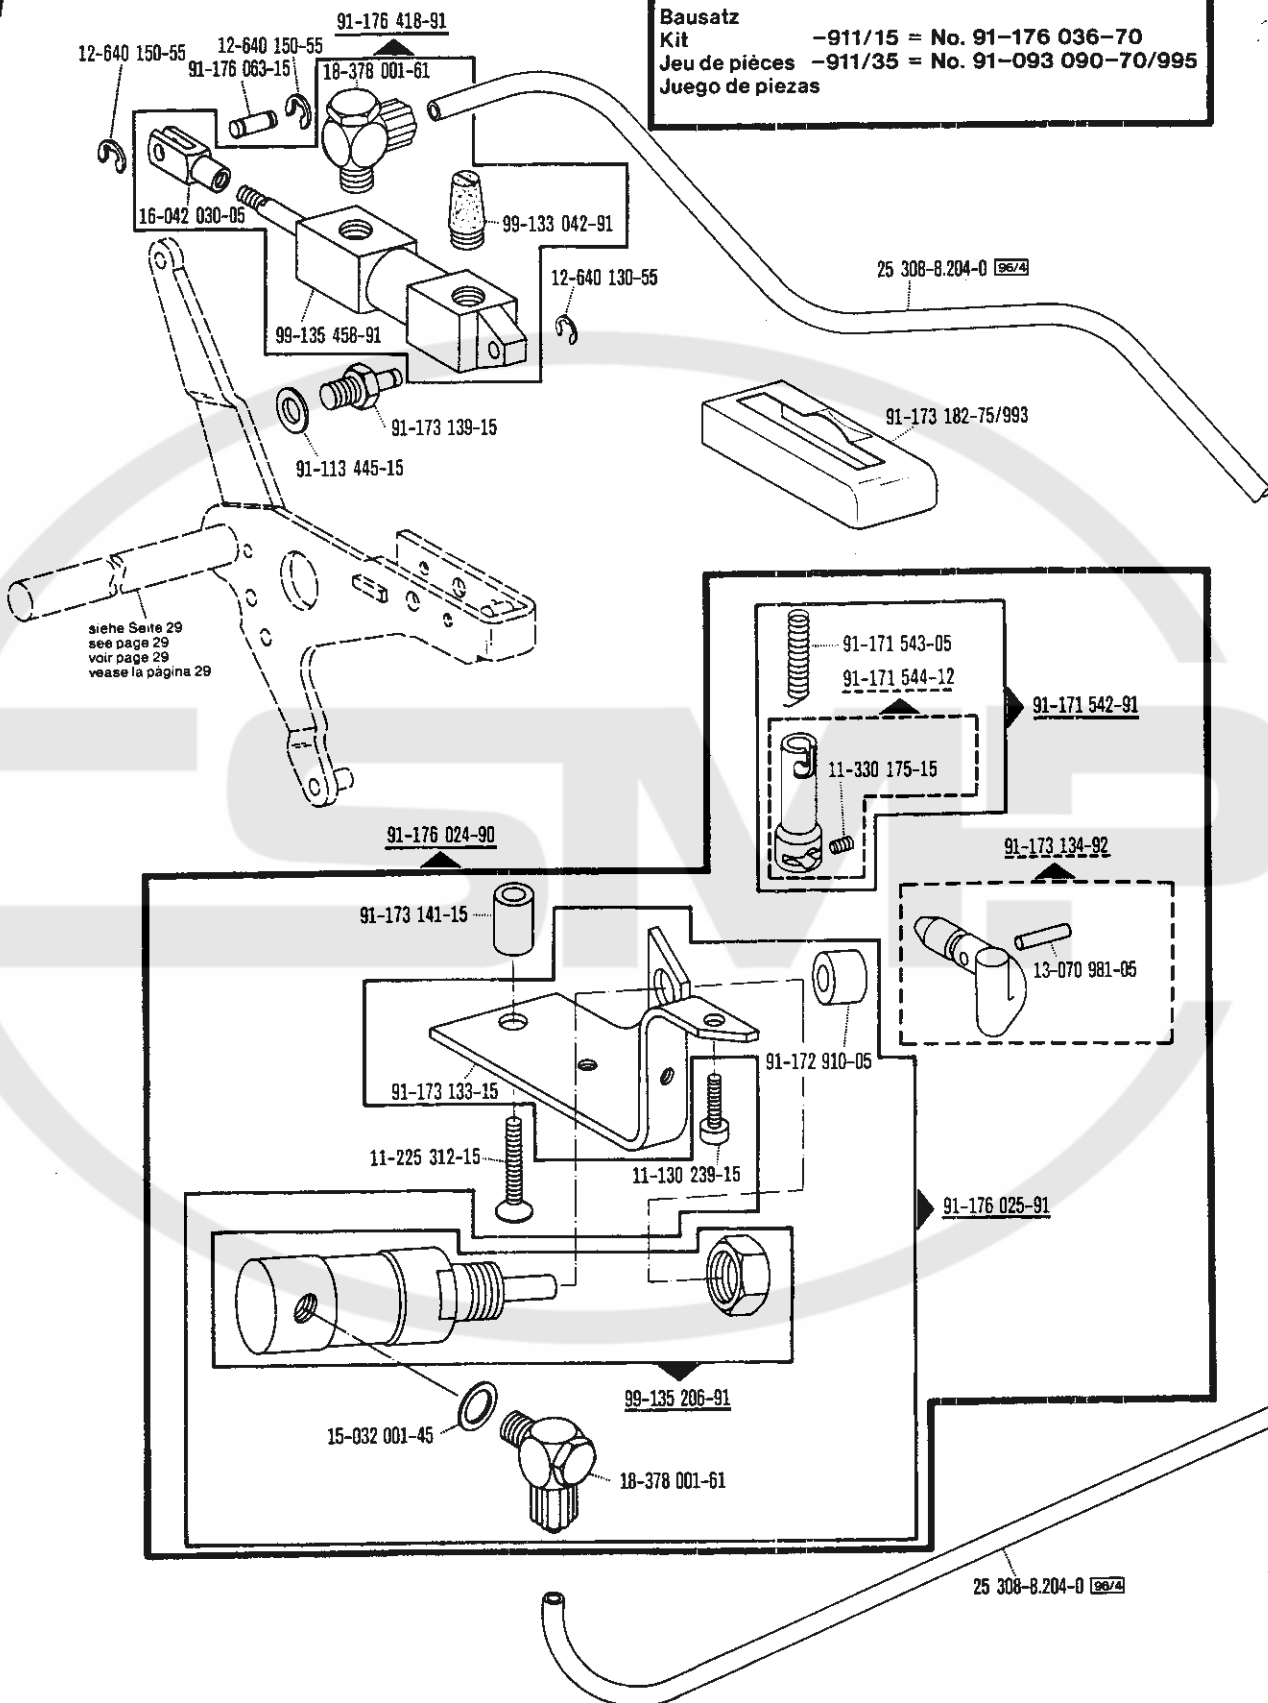 Bausatz
Kit -911/15 = No. 91-176 036-70
Jeu de pièces -911/35 = No. 91-093 090-70/995
Juego de piezas
91-176 418-91
12-640 150-55
12-640 150-55
91-176 063-15
18-378 001-61
16-042 030-05
99-133 042-91
12-640 130-55
99-135 458-91
25 308-8.204-0 96/4
91-173 139-15
91-113 445-15
91-173 182-75/993
siehe Seite 29
see page 29
voir page 29
vease la página 29
91-171 543-05
91-171 544-12
91-171 542-91
11-330 175-15
91-176 024-90
91-173 134-92
91-173 141-15
13-070 981-05
91-172 910-05
91-173 133-15
11-225 312-15
11-130 239-15
91-176 025-91
99-135 206-91
15-032 001-45
18-378 001-61
25 308-8.204-0 96/4
SMP